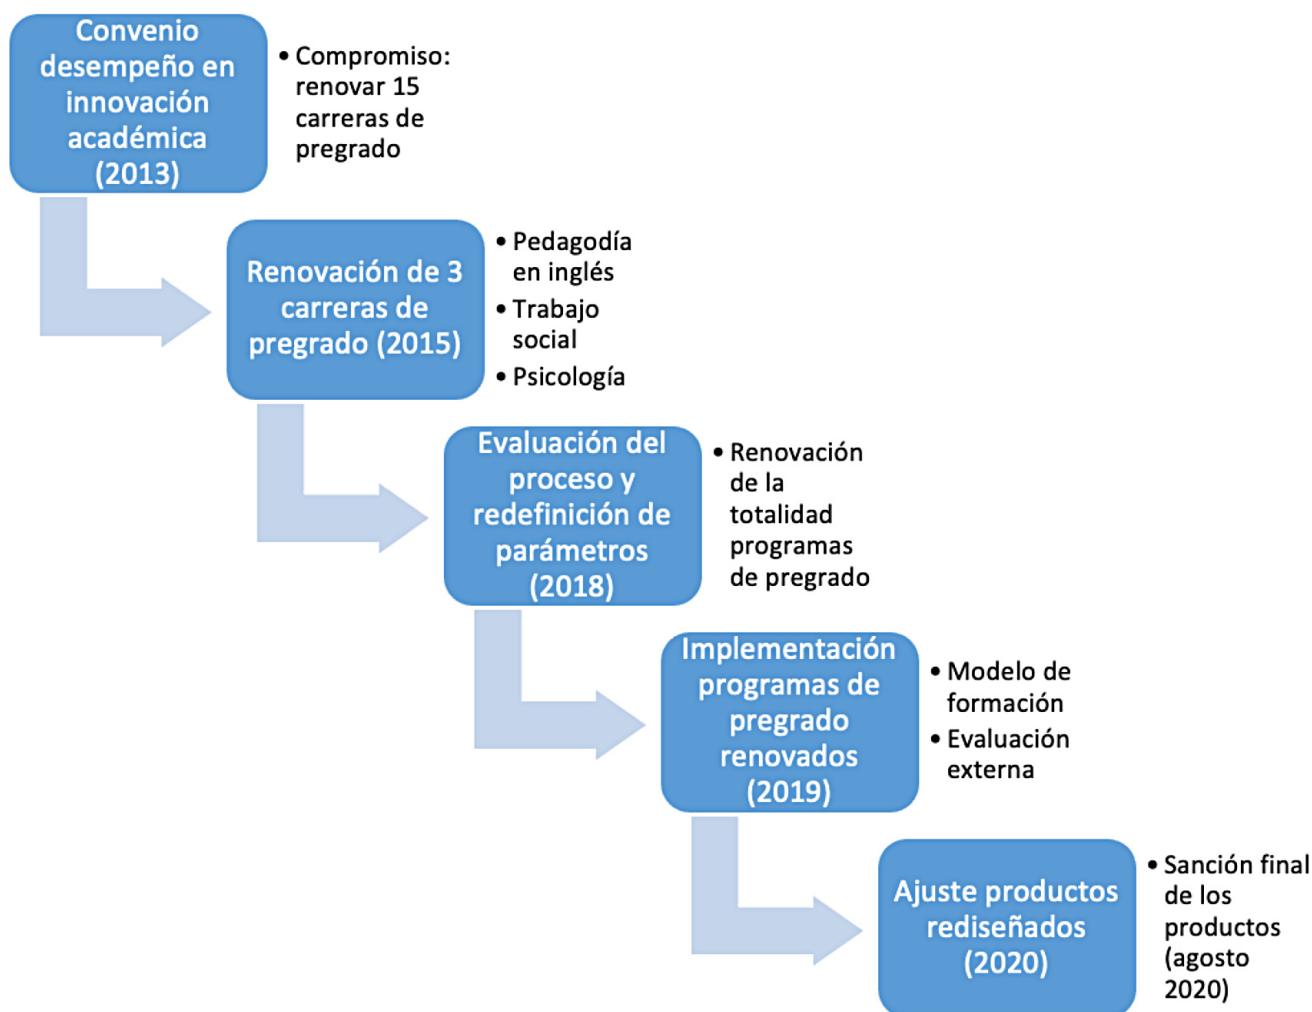 Convenio
desempeño en
innovación
académica
(2013)
• Compromiso:
renovar 15
carreras de
pregrado
Renovación de 3
carreras de
pregrado (2015)
• Pedagodía
en inglés
• Trabajo
social
• Psicología
Evaluación del
proceso y
redefinición de
parámetros
(2018)
• Renovación
de la
totalidad
programas
de pregrado
Implementación
programas de
pregrado
renovados
(2019)
• Modelo de
formación
• Evaluación
externa
Ajuste productos
rediseñados
(2020)
• Sanción final
de los
productos
(agosto
2020)